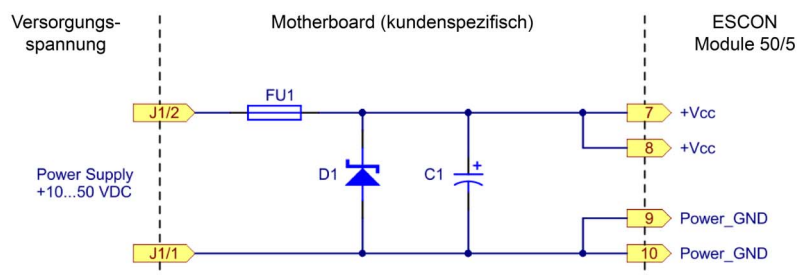 Versorgungs-
spannung
Motherboard (kundenspezifisch)
ESCON
Module 50/5
FU1
J1/2
7 +Vcc
8 +Vcc
Power Supply
+10...50 VDC
D1
C1 +
9 Power_GND
J1/1
10 Power_GND